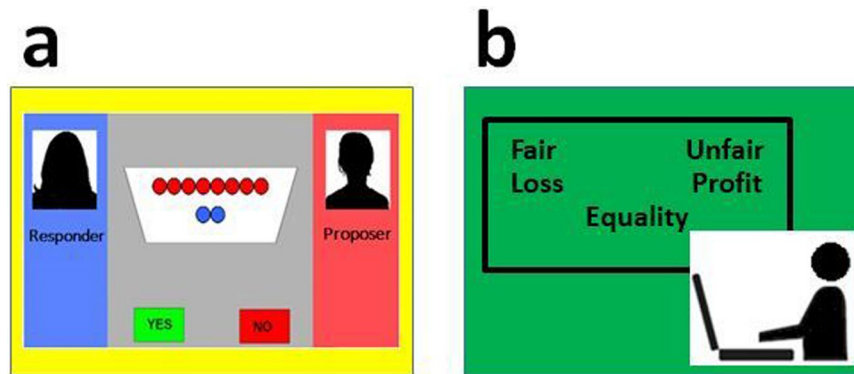 a
b
Responder
Proposer
YES
NO
Fair Unfair
Loss Profit
Equality